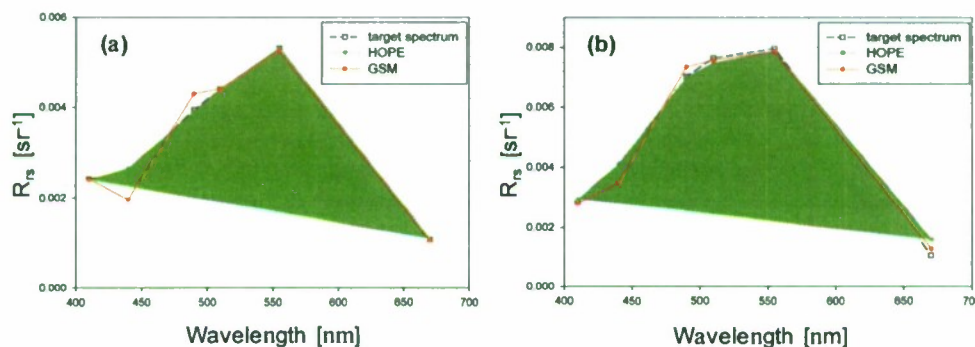 (a)
target spectrum
HOPE
GSM
0.006
0.004
0.002
0.000
Rrs [sr-1]
400 450 500 550 600 650 700
Wavelength [nm]
(b)
target spectrum
HOPE
GSM
0.008
0.006
0.004
0.002
0.000
Rrs [sr-1]
400 450 500 550 600 650 70
Wavelength [nm]